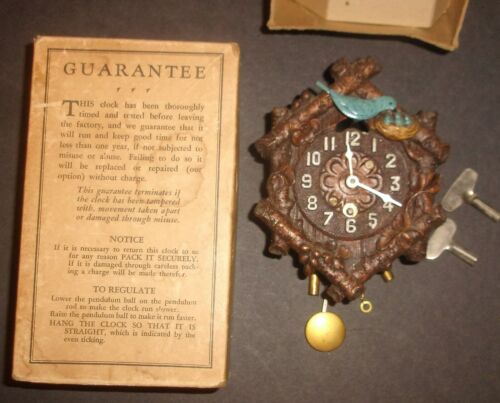 GUARANTEE
THIS clock has been thoroughly
timed and tested before leaving
the factory, and we guarantee that it
will run and keep good time for not
less than one year, if not subjected to
misuse or abuse. Failing to do so it
will be replaced or repaired (our
option) without charge.
This guarantee terminates if
the clock has been tampered
with, movement taken apart
or damaged through misuse.
NOTICE
If it is necessary to return this clock to us
for any reason PACK IT SECURELY.
If it is damaged through careless pack-
ing a charge will be made therefor.
TO REGULATE
Lower the pendulum ball on the pendulum
rod to make the clock run slower.
Raise the pendulum ball to make it run faster.
HANG THE CLOCK SO THAT IT IS
STRAIGHT, which is indicated by the
even ticking.
12
1
2
3
4
5
6
7
8
9
10
11